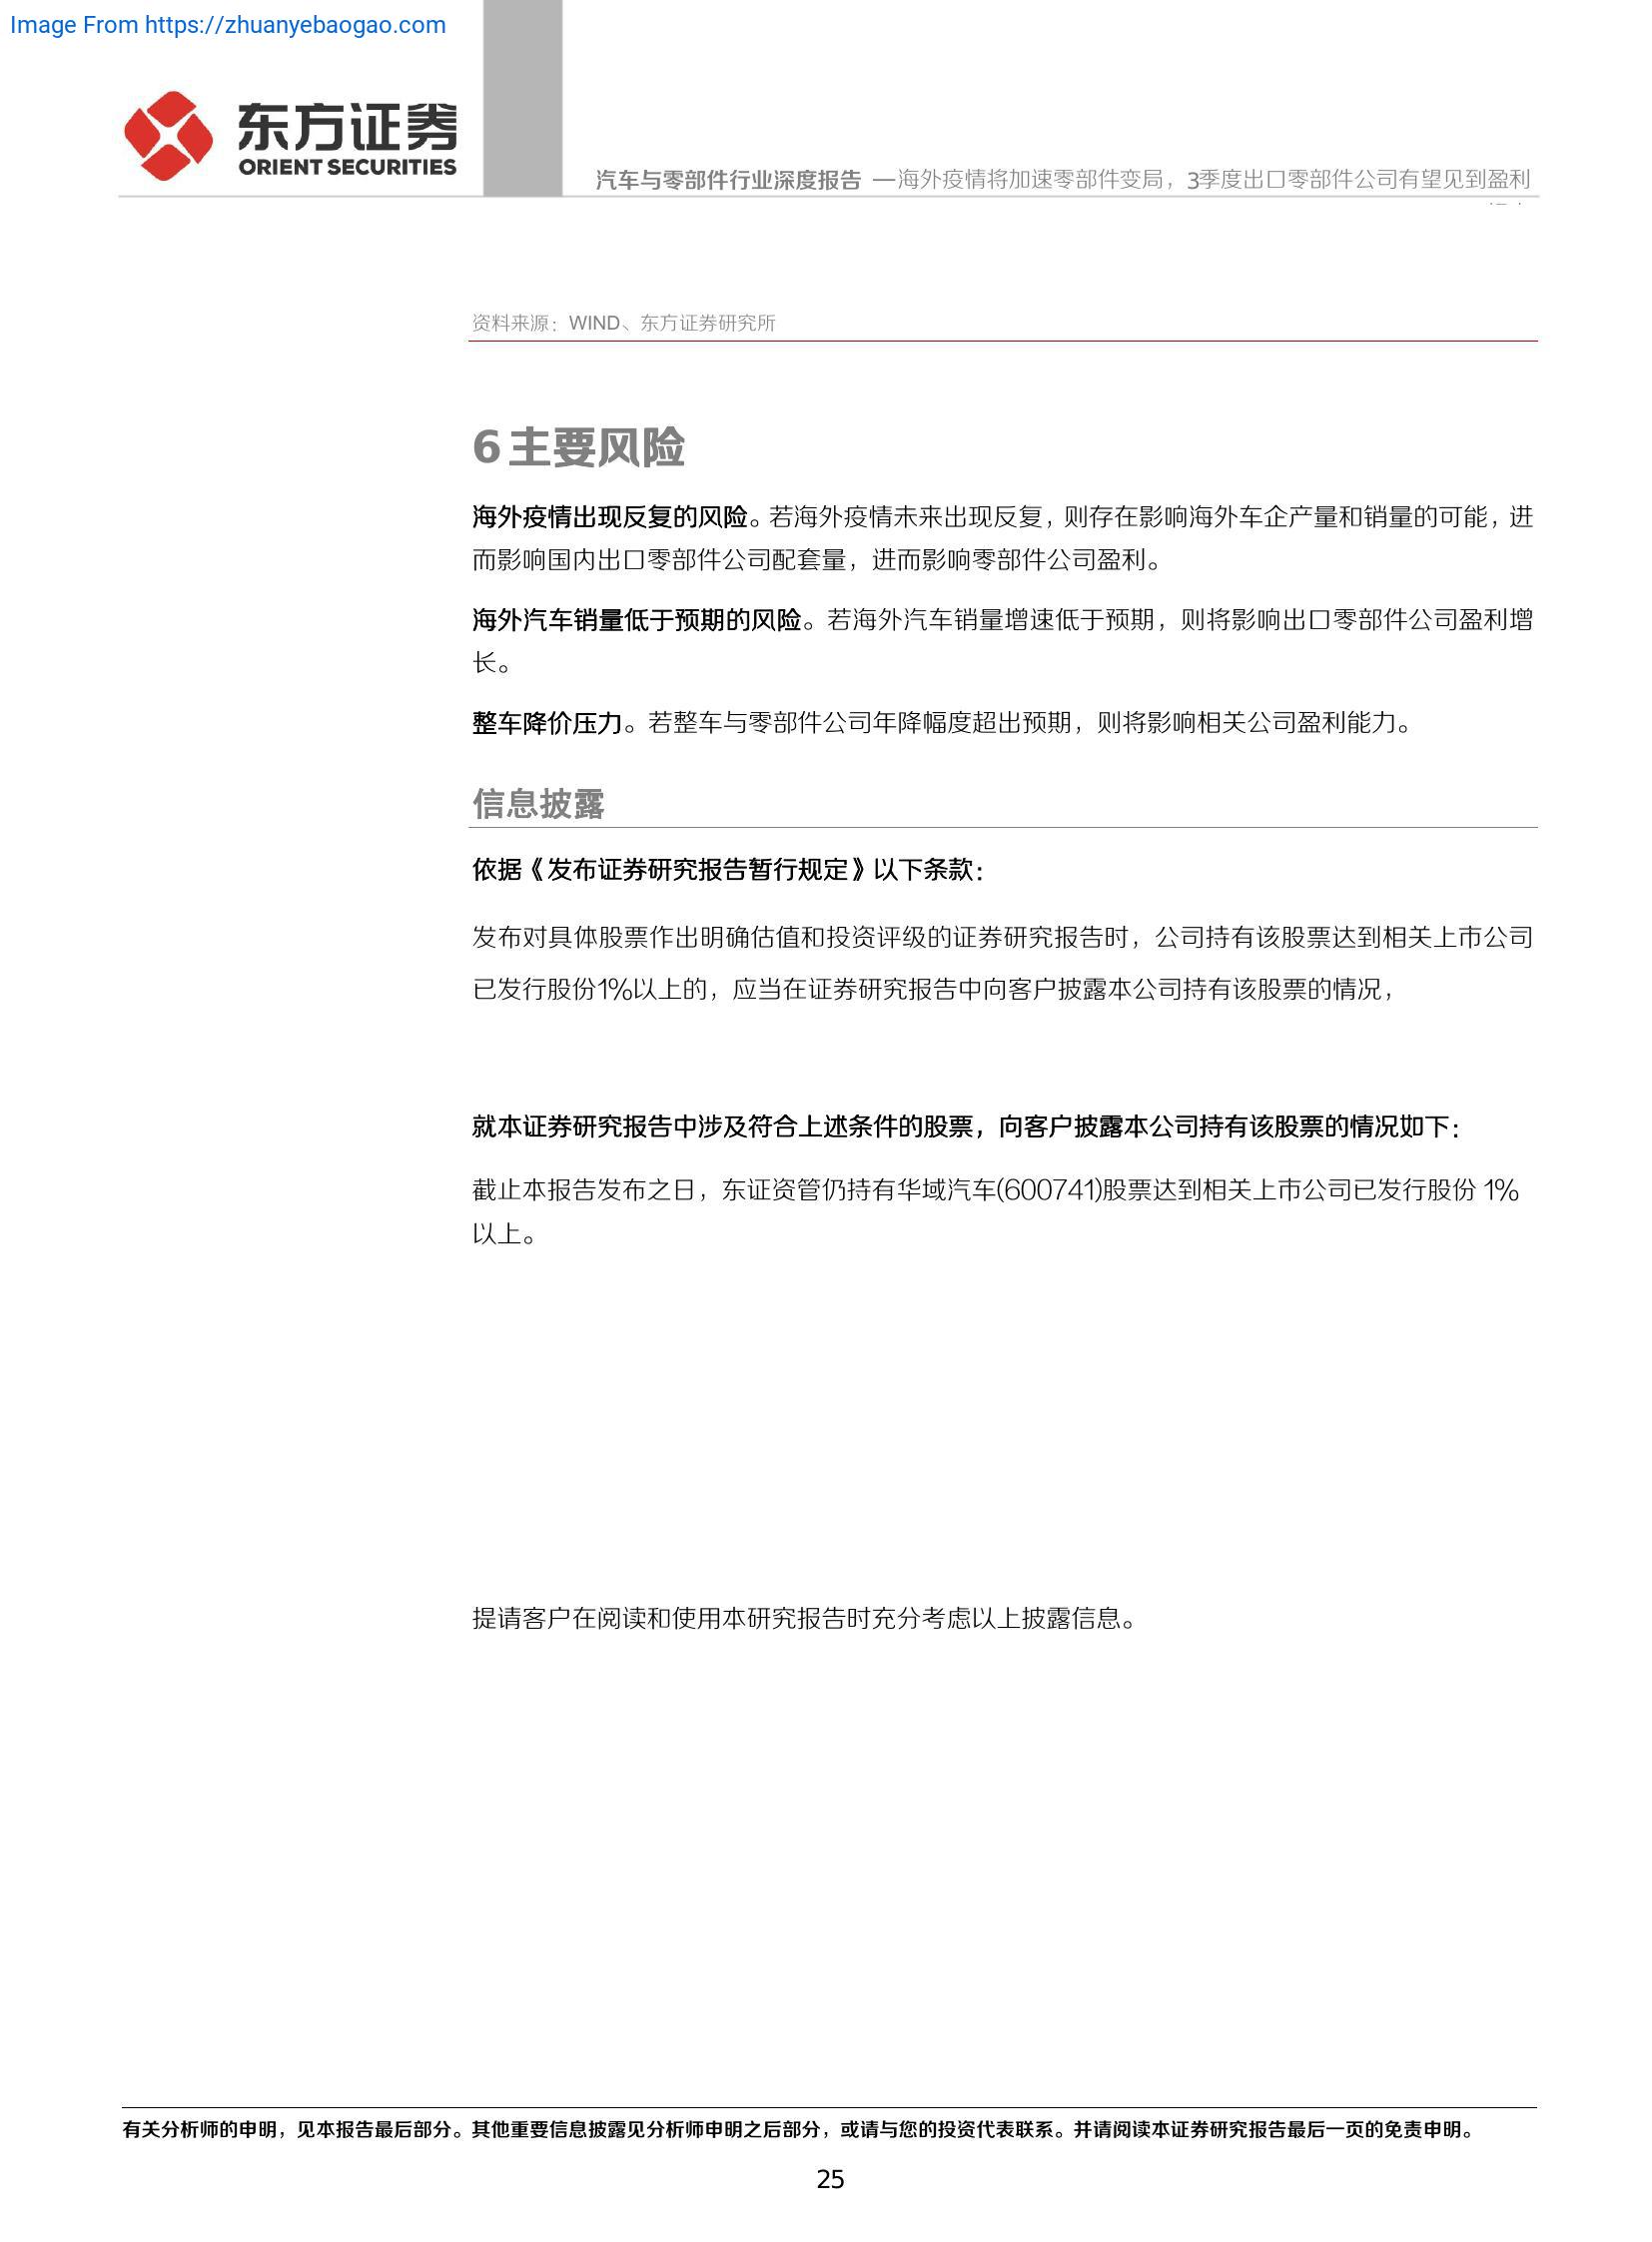 Image From https://zhuanyebaogao.com
东方证券
ORIENT SECURITIES
汽车与零部件行业深度报告 —海外疫情将加速零部件变局，3季度出口零部件公司有望见到盈利
资料来源：WIND、东方证券研究所
6 主要风险
海外疫情出现反复的风险。若海外疫情未来出现反复，则存在影响海外车企产量和销量的可能，进
而影响国内出口零部件公司配套量，进而影响零部件公司盈利。
海外汽车销量低于预期的风险。若海外汽车销量增速低于预期，则将影响出口零部件公司盈利增
长。
整车降价压力。若整车与零部件公司年降幅度超出预期，则将影响相关公司盈利能力。
信息披露
依据《发布证券研究报告暂行规定》以下条款：
发布对具体股票作出明确估值和投资评级的证券研究报告时，公司持有该股票达到相关上市公司
已发行股份1%以上的，应当在证券研究报告中向客户披露本公司持有该股票的情况，
就本证券研究报告中涉及符合上述条件的股票，向客户披露本公司持有该股票的情况如下：
截止本报告发布之日，东证资管仍持有华域汽车(600741)股票达到相关上市公司已发行股份 1%
以上。
提请客户在阅读和使用本研究报告时充分考虑以上披露信息。
有关分析师的申明，见本报告最后部分。其他重要信息披露见分析师申明之后部分，或请与您的投资代表联系。并请阅读本证券研究报告最后一页的免责申明。
25